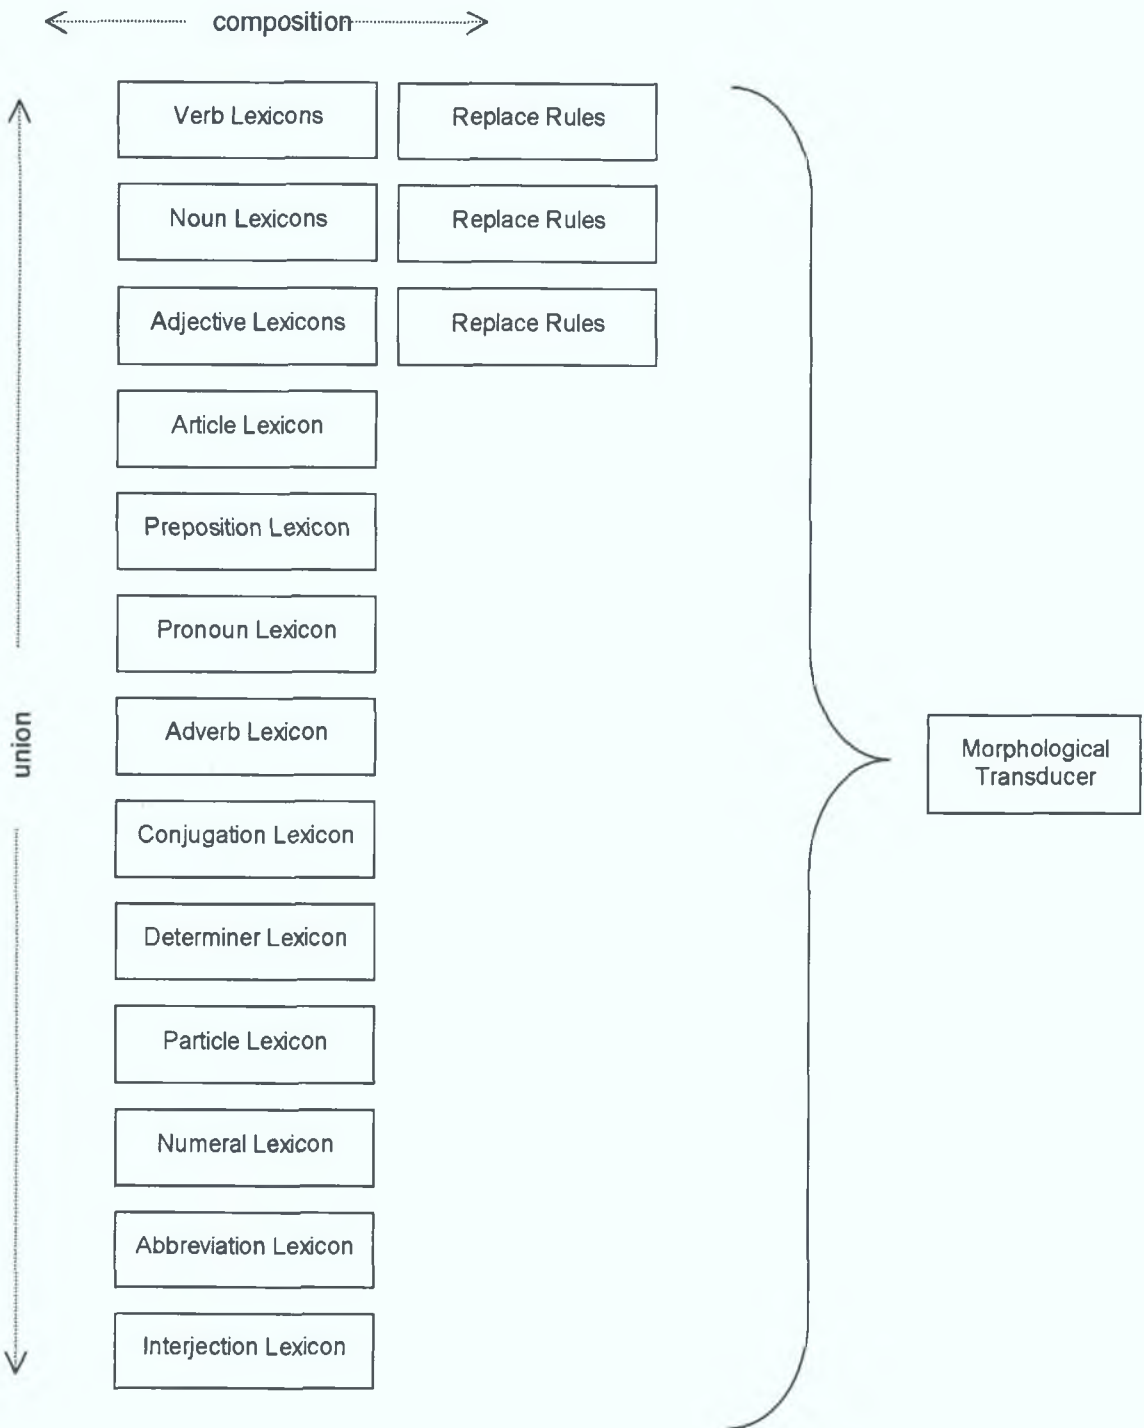 composition
Verb Lexicons
Replace Rules
Noun Lexicons
Replace Rules
Adjective Lexicons
Replace Rules
Article Lexicon
Preposition Lexicon
Pronoun Lexicon
union
Adverb Lexicon
Morphological
Transducer
Conjugation Lexicon
Determiner Lexicon
Particle Lexicon
Numeral Lexicon
Abbreviation Lexicon
Interjection Lexicon